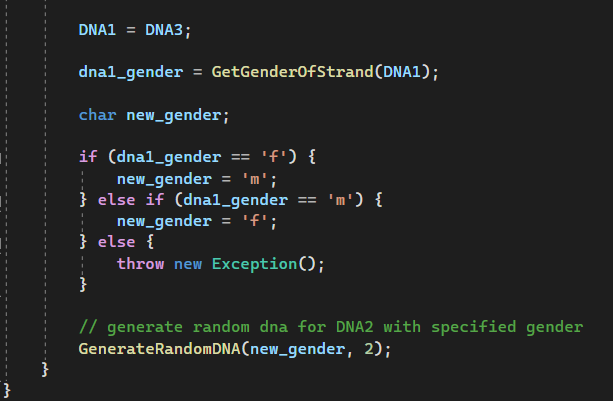 DNA1 = DNA3;
dna1_gender = GetGenderOfStrand(DNA1);
char new_gender;
if (dna1_gender == 'f') {
new_gender = 'm';
} else if (dna1_gender == 'm') {
new_gender = 'f';
} else {
throw new Exception();
}
// generate random dna for DNA2 with specified gender
GenerateRandomDNA(new_gender, 2);
}
}